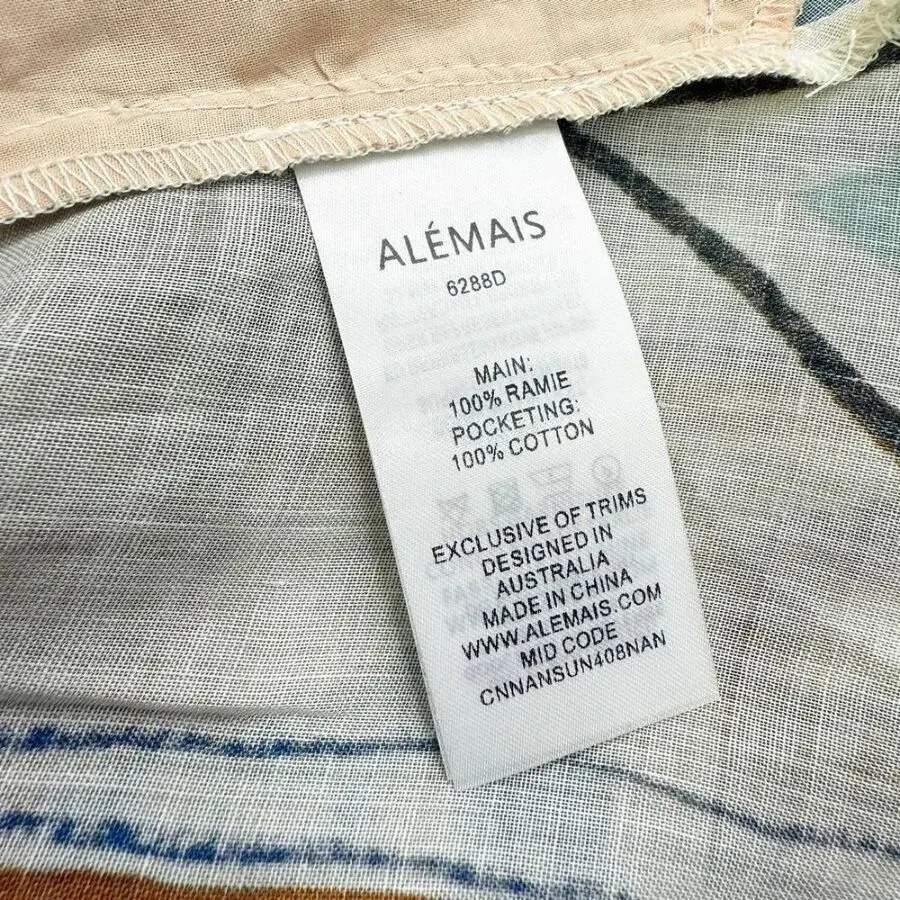 ALÉMAIS
6288D
MAIN:
100% RAMIE
POCKETING:
100% COTTON
EXCLUSIVE OF TRIMS
DESIGNED IN
AUSTRALIA
MADE IN CHINA
WWW.ALEMAIS.COM
MID CODE
CNNANSUN408NAN